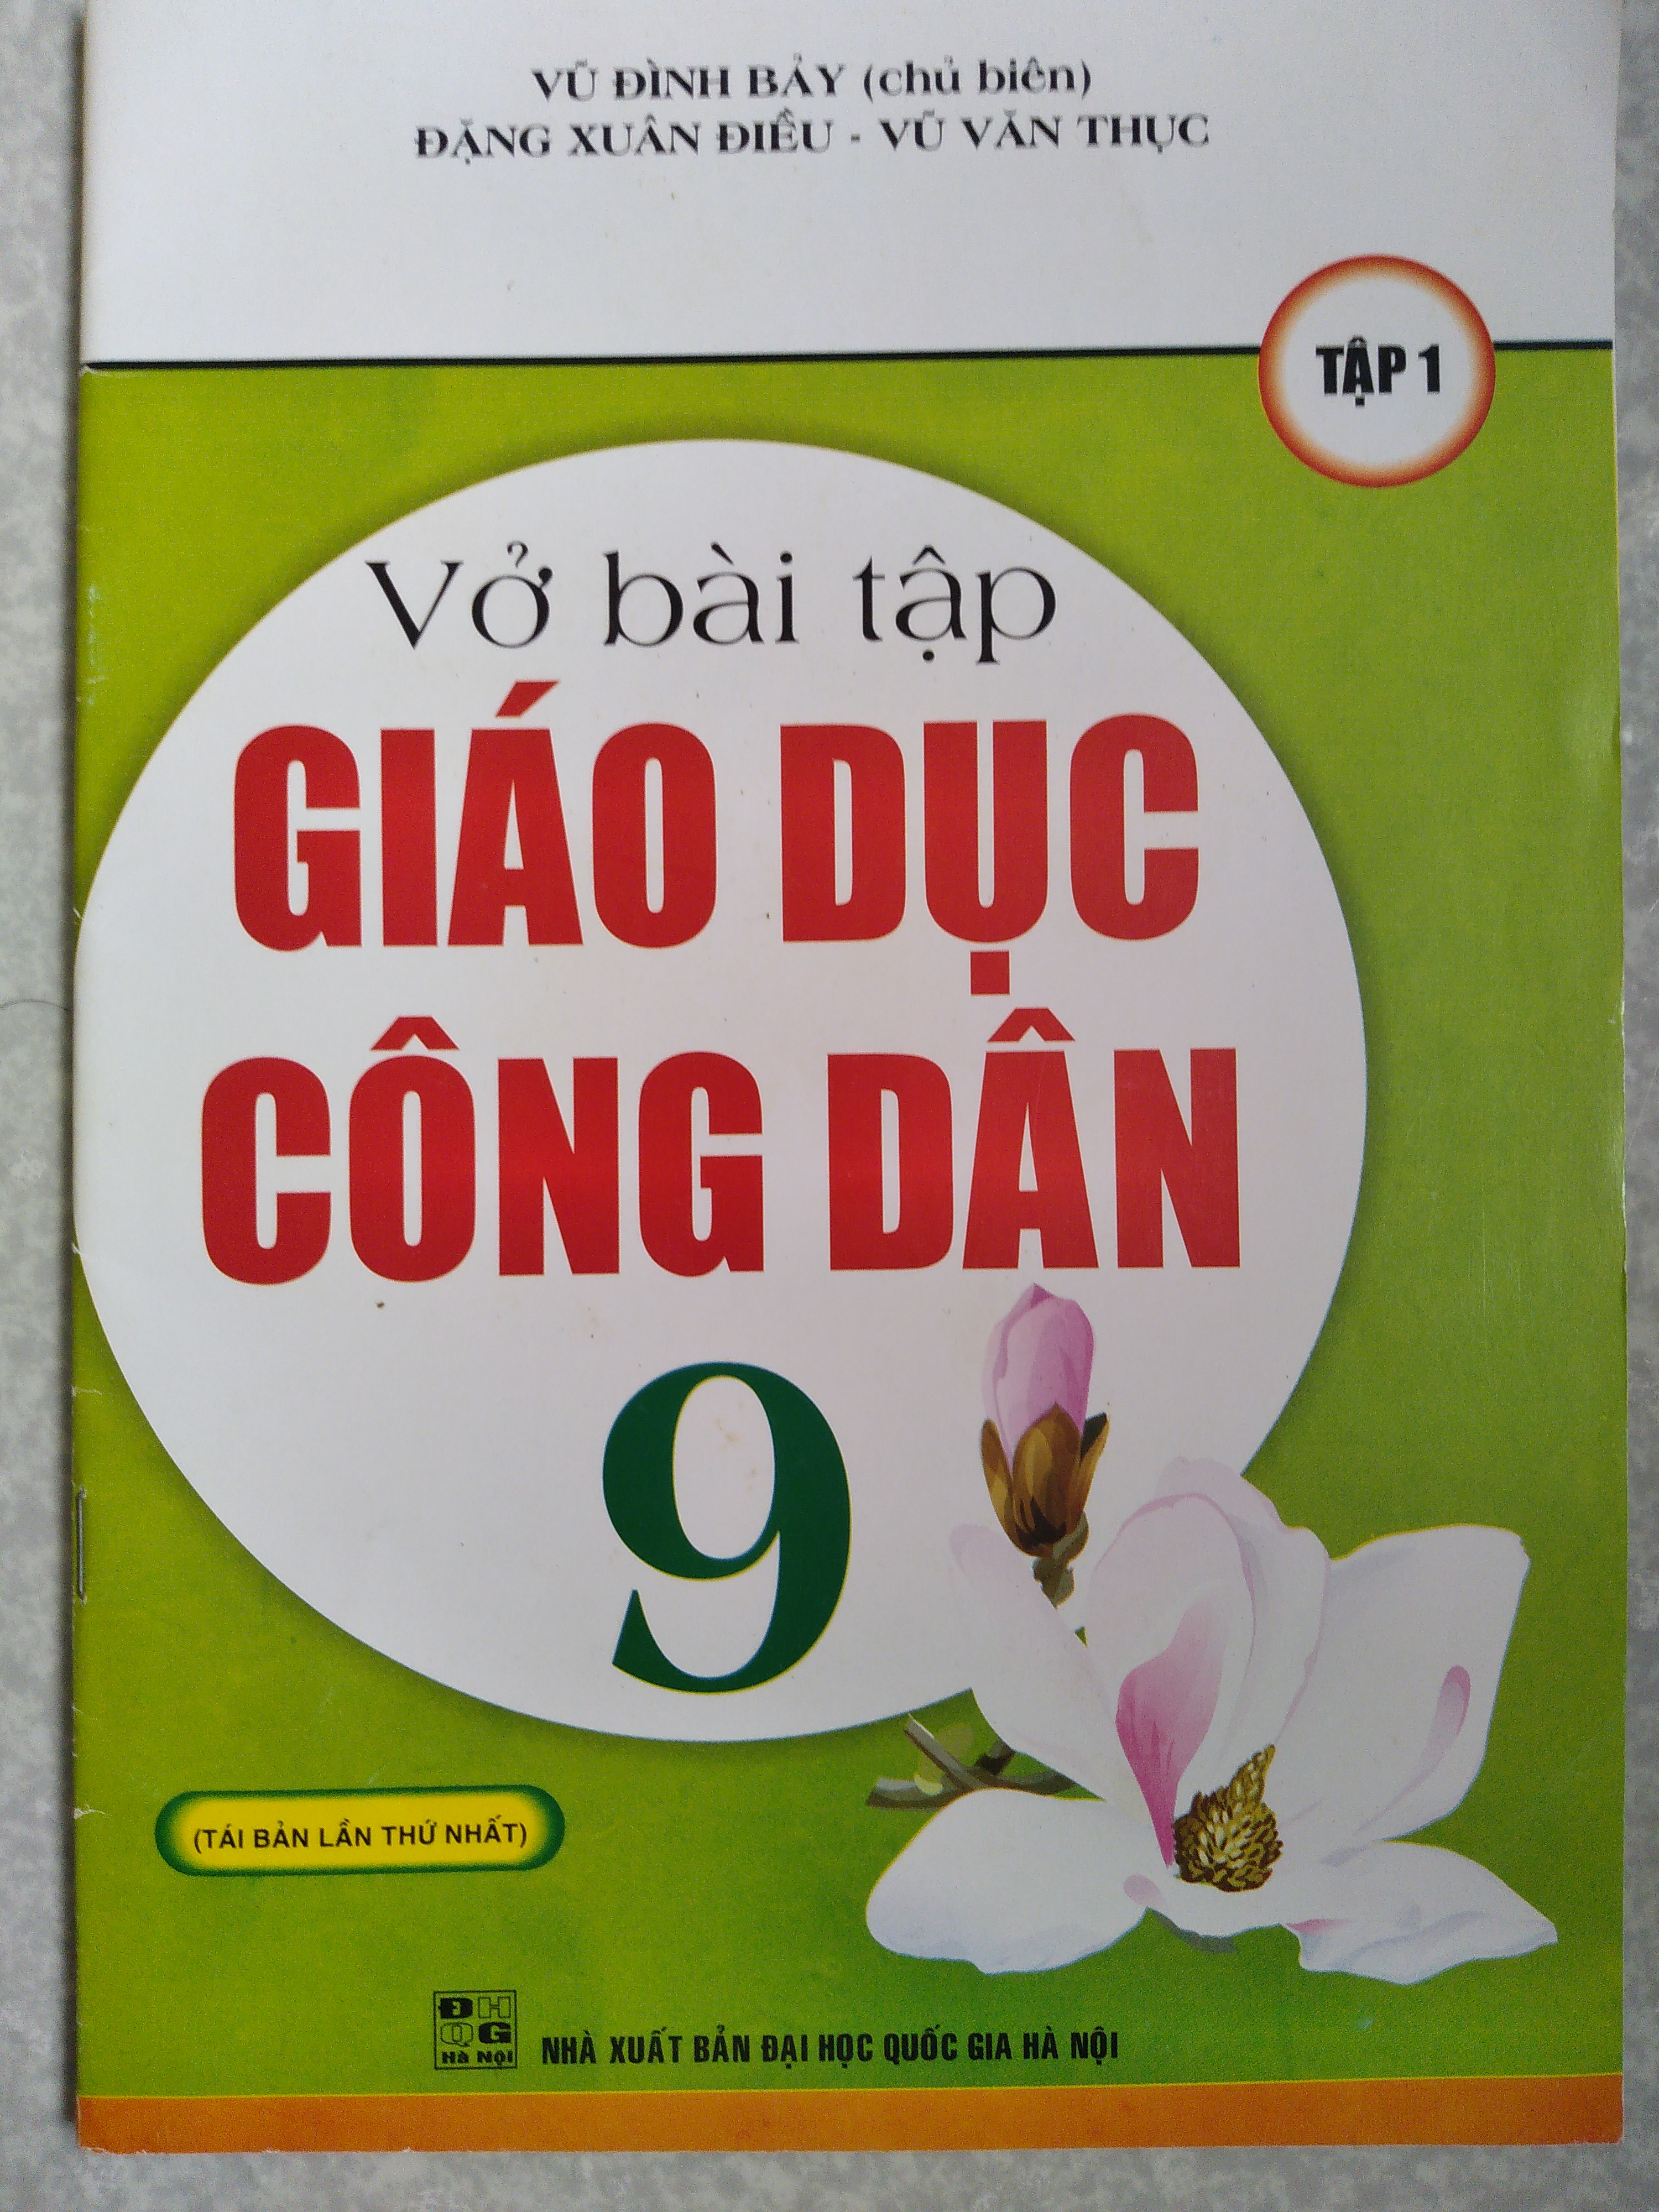 VŨ ĐÌNH BẢY (chủ biên)
ĐẶNG XUÂN ĐIỀU - VŨ VĂN THỤC
TẬP 1
Vở bài tập
GIÁO DỤC
CÔNG DÂN
9
(TÁI BẢN LẦN THỨ NHẤT)
ĐH
QG
Hà Nội
NHÀ XUẤT BẢN ĐẠI HỌC QUỐC GIA HÀ NỘI